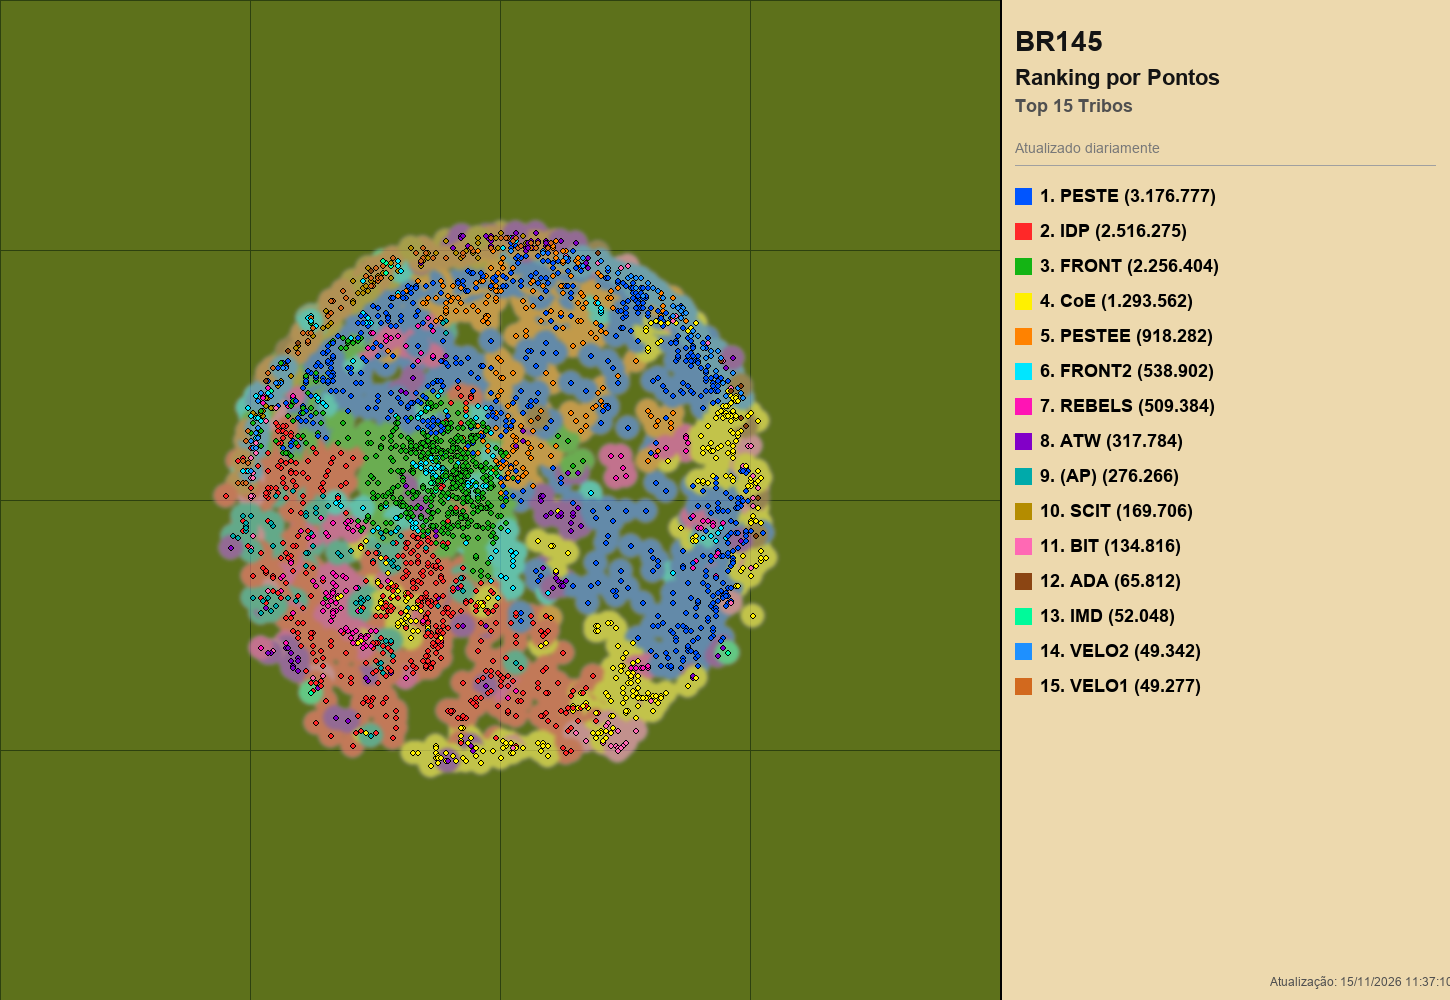 BR145
Ranking por Pontos
Top 15 Tribos
Atualizado diariamente
1. PESTE (3.176.777)
2. IDP (2.516.275)
3. FRONT (2.256.404)
4. CoE (1.293.562)
5. PESTEE (918.282)
6. FRONT2 (538.902)
7. REBELS (509.384)
8. ATW (317.784)
9. (AP) (276.266)
10. SCIT (169.706)
11. BIT (134.816)
12. ADA (65.812)
13. IMD (52.048)
14. VELO2 (49.342)
15. VELO1 (49.277)
Atualização: 15/11/2026 11:37:10